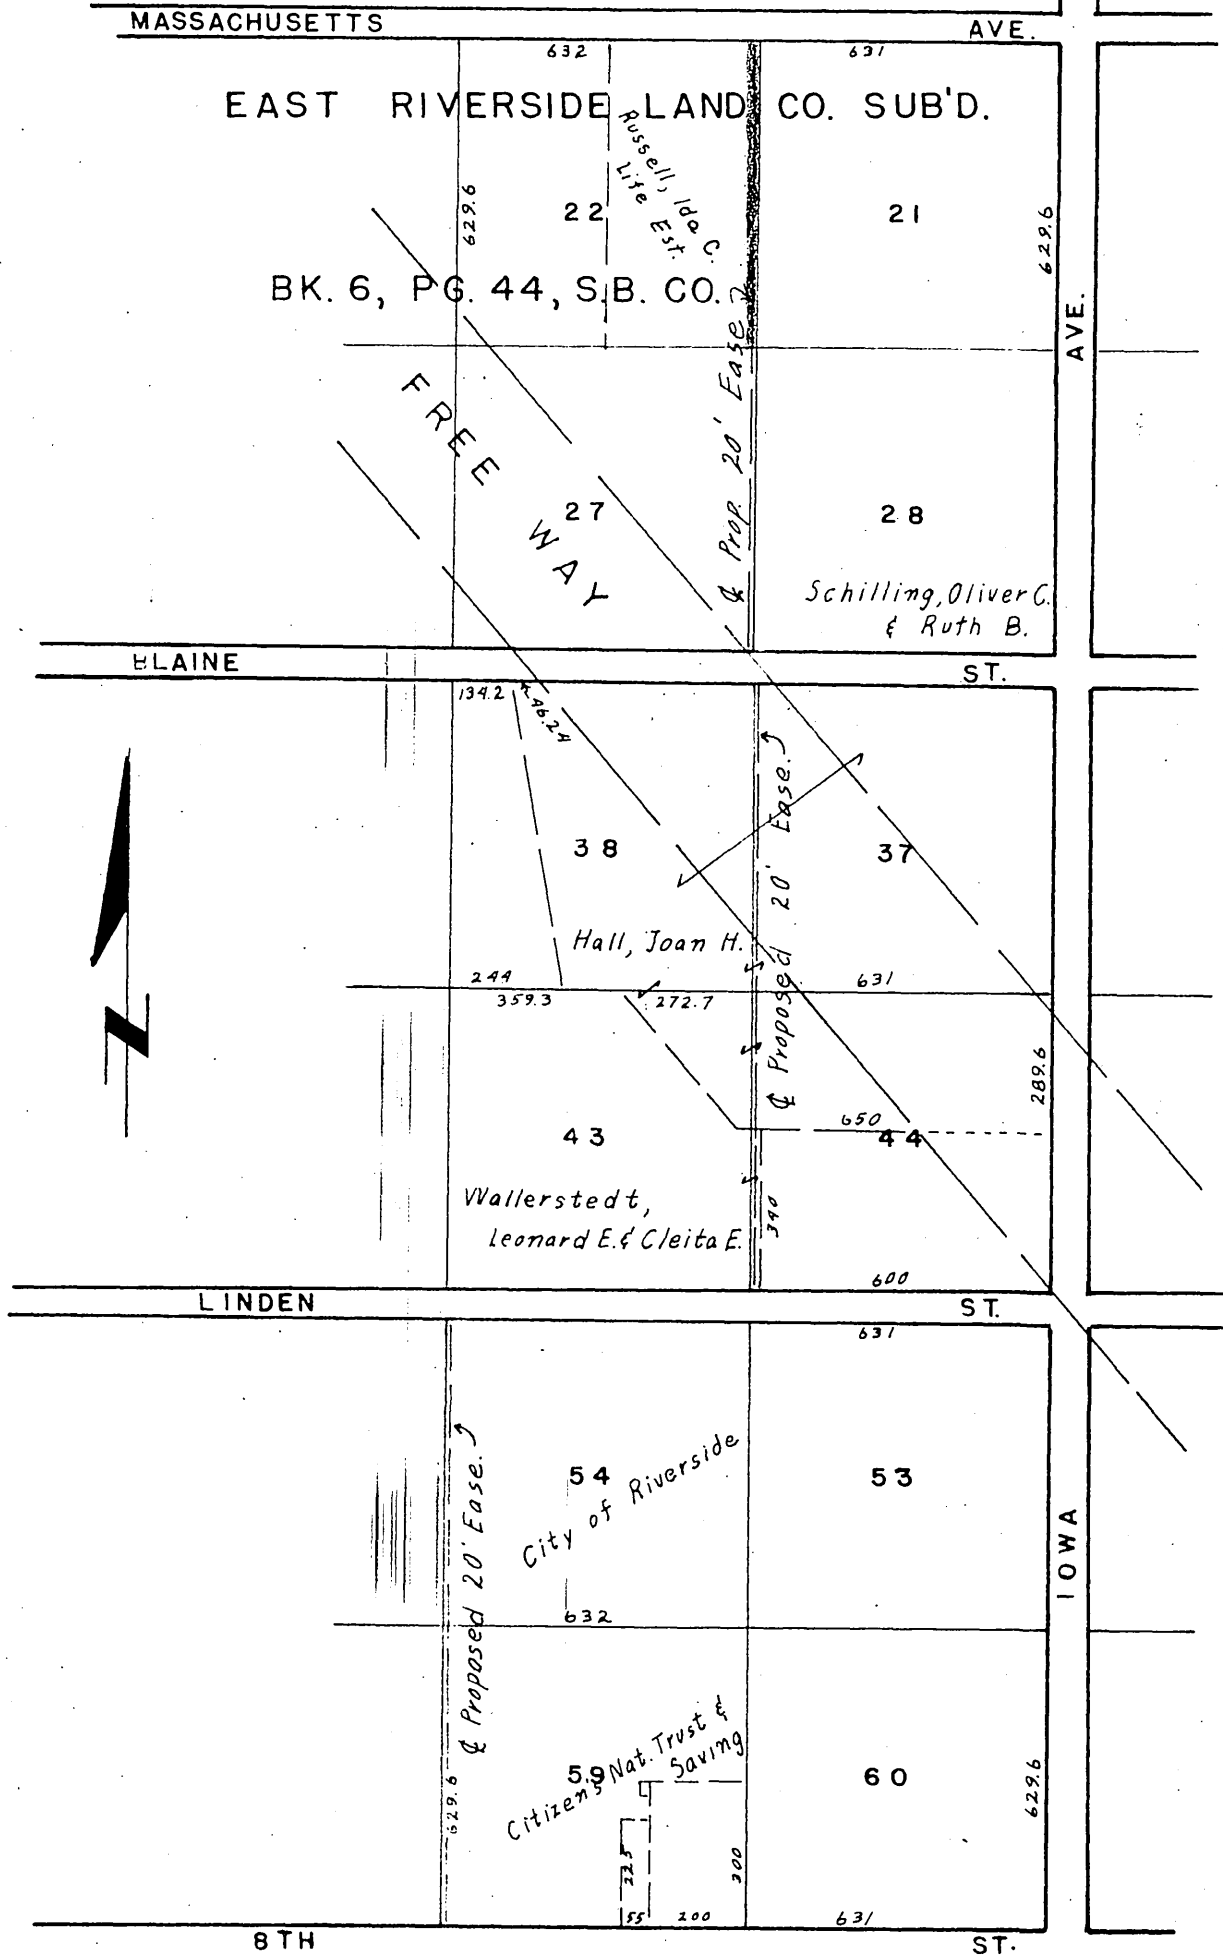 MASSACHUSETTS AVE.
632 631
EAST RIVERSIDE LAND CO. SUB'D.
Russell, Ida C.
Life Est.
629.6 22 21 629.6
BK. 6, PG. 44, S.B. CO.
AVE.
FREE WAY
℄ Prop. 20' Ease.
27 28
Schilling, Oliver C.
& Ruth B.
BLAINE ST.
134.2 46.24
℄ Proposed 20' Ease.
38 37
Hall, Joan H.
244 631
359.3 272.7
289.6
650
43 44
Wallerstedt,
Leonard E. & Cleita E.
340
600
LINDEN ST.
631
℄ Proposed 20' Ease.
54 53
City of Riverside
IOWA
632
Citizens Nat. Trust &
Saving
59 60
629.6 629.6
225 300
55 200 631
8TH ST.
N